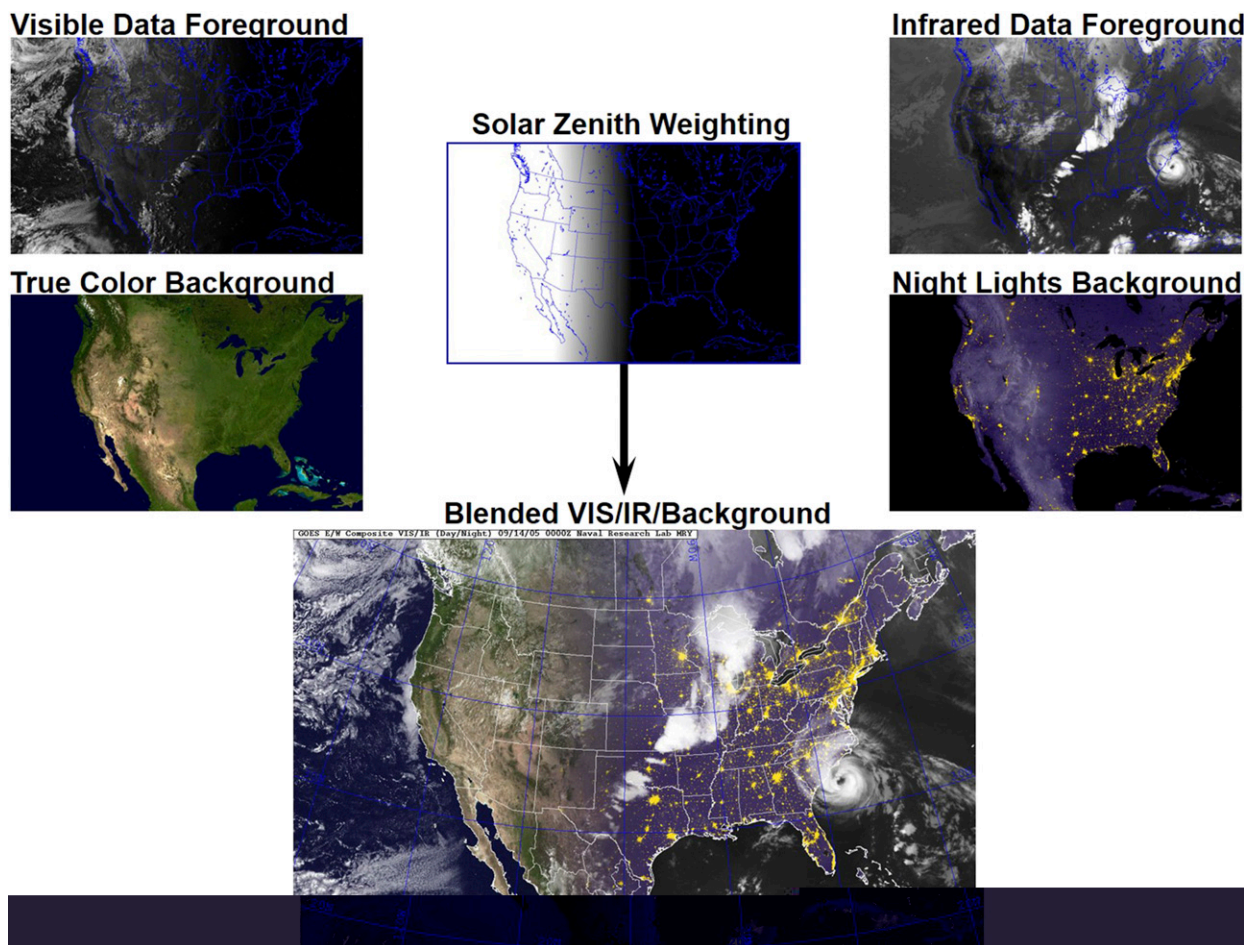 Visible Data Foreground
Infrared Data Foreground
Solar Zenith Weighting
True Color Background
Night Lights Background
Blended VIS/IR/Background
GOES E/W Composite VIS/IR (Day/Night) 09/14/05 0000Z Naval Research Lab MRY